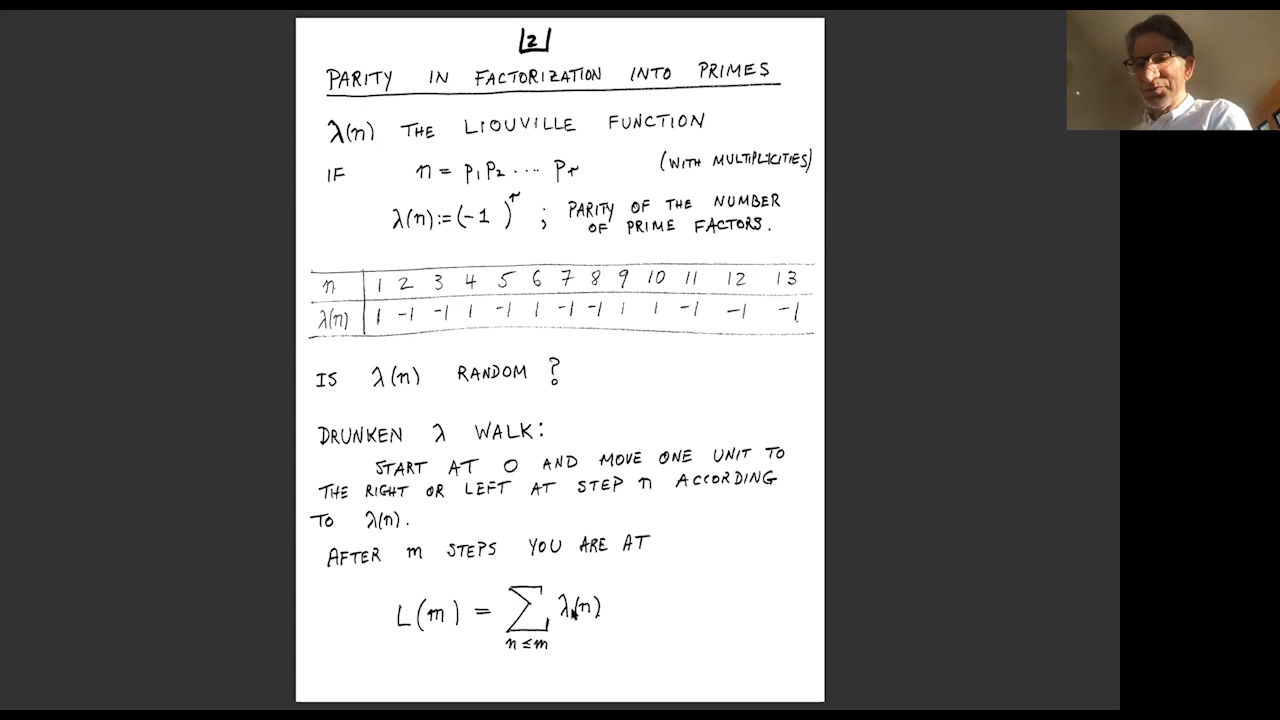 2
PARITY IN FACTORIZATION INTO PRIMES
λ(n) THE LIOUVILLE FUNCTION
IF n = p₁p₂ ··· pᵣ (WITH MULTIPLICITIES)
λ(n) := (-1)ʳ ; PARITY OF THE NUMBER
OF PRIME FACTORS.
n 1 2 3 4 5 6 7 8 9 10 11 12 13
λ(n) 1 -1 -1 1 -1 1 -1 -1 1 1 -1 -1 -1
IS λ(n) RANDOM ?
DRUNKEN λ WALK:
START AT 0 AND MOVE ONE UNIT TO
THE RIGHT OR LEFT AT STEP n ACCORDING
TO λ(n).
AFTER m STEPS YOU ARE AT
L(m) = ∑ λ(n)
n≤m